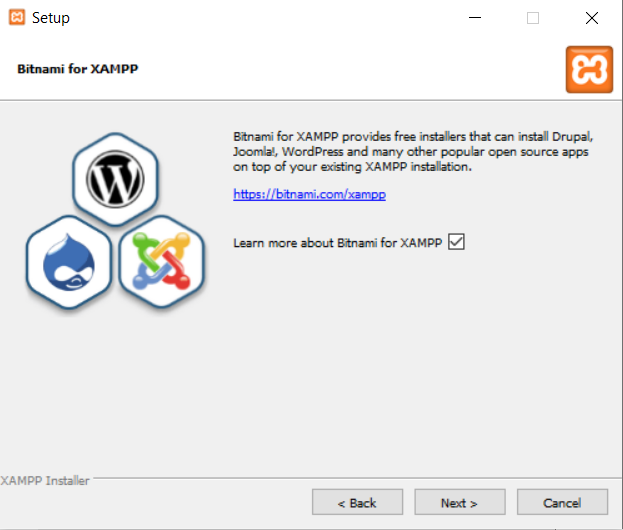 Setup
Bitnami for XAMPP
Bitnami for XAMPP provides free installers that can install Drupal,
Joomla!, WordPress and many other popular open source apps
on top of your existing XAMPP installation.
https://bitnami.com/xampp
Learn more about Bitnami for XAMPP
XAMPP Installer
< Back
Next >
Cancel